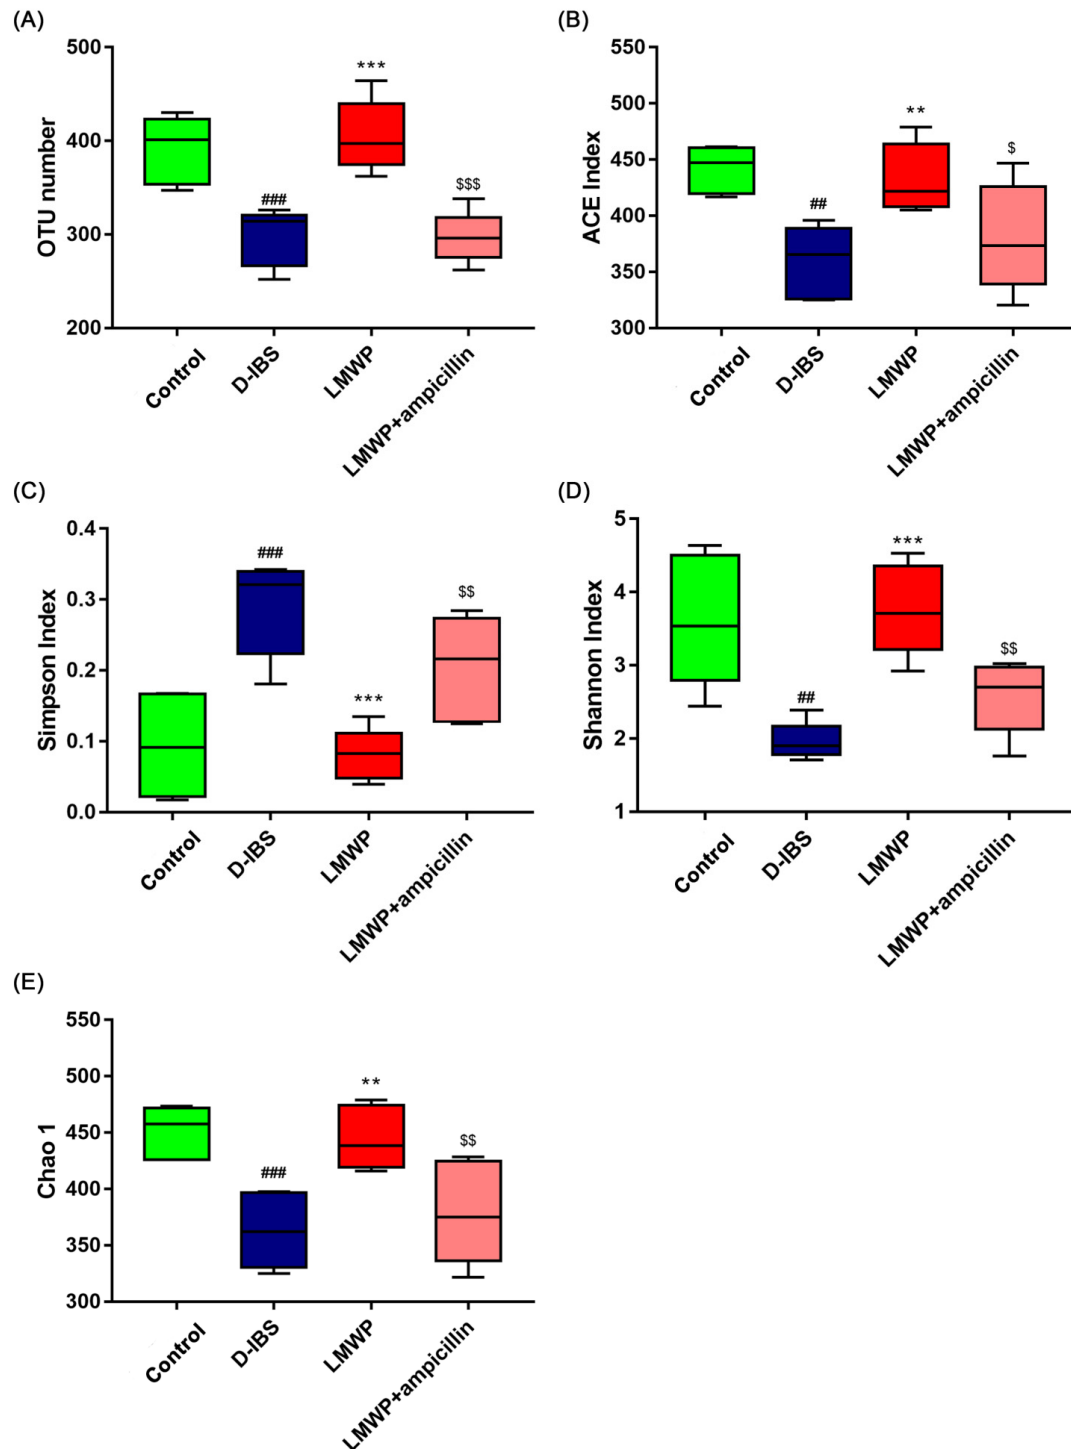 (A)
500
400
300
200
OTU number
###
***
$$$
Control
D-IBS
LMWP
LMWP+ampicillin
(B)
550
500
450
400
350
300
ACE Index
##
**
$
Control
D-IBS
LMWP
LMWP+ampicillin
(C)
0.4
0.3
0.2
0.1
0.0
Simpson Index
###
***
$$
Control
D-IBS
LMWP
LMWP+ampicillin
(D)
5
4
3
2
1
Shannon Index
##
***
$$
Control
D-IBS
LMWP
LMWP+ampicillin
(E)
550
500
450
400
350
300
Chao 1
###
**
$$
Control
D-IBS
LMWP
LMWP+ampicillin